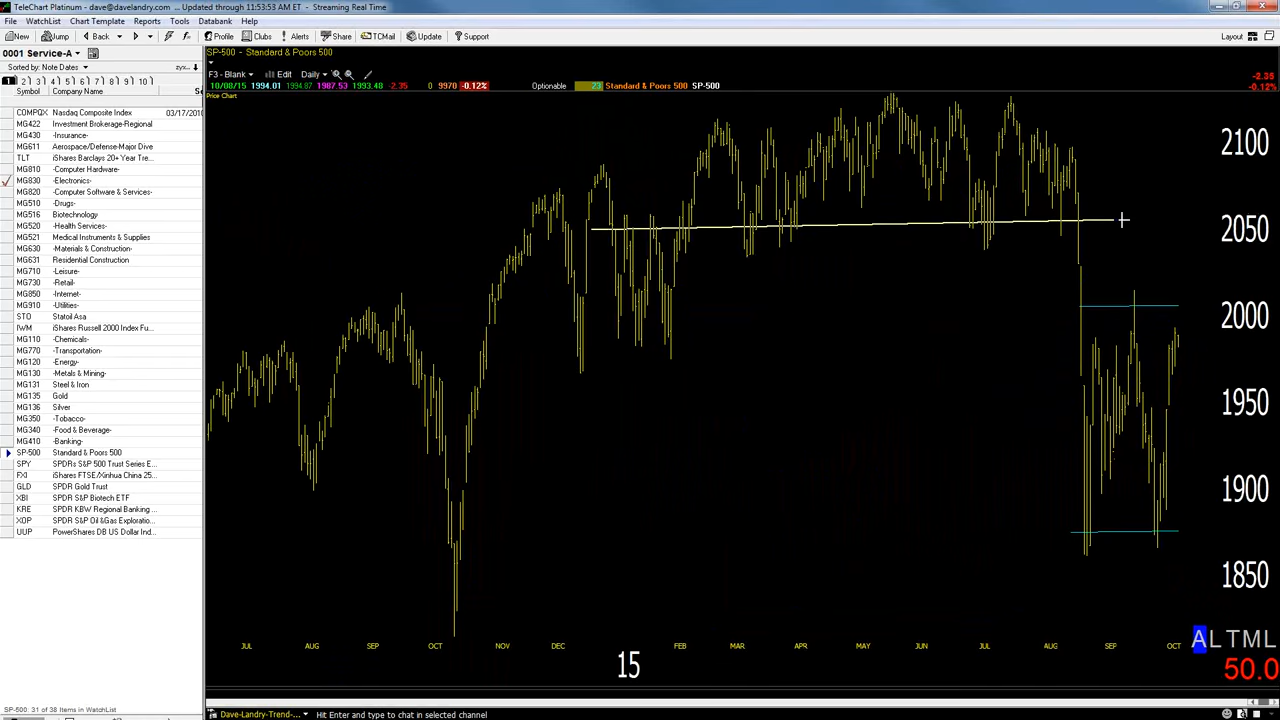 TeleChart Platinum - dave@davelandry.com ... Updated through 11:53:53 AM ET - Streaming Real Time
File WatchList Chart Template Reports Tools Databank Help
New Jump Back Profile Clubs Alerts Share TCMail Update Support Layout
0001 Service-A
Sorted by: Note Dates zyx...
1 2 3 4 5 6 7 8 9 10
Symbol Company Name
COMPQX Nasdaq Composite Index 03/17/201
MG422 Investment Brokerage-Regional
MG430 -Insurance-
MG611 Aerospace/Defense-Major Dive
TLT iShares Barclays 20+ Year Tre...
MG810 -Computer Hardware-
MG830 -Electronics-
MG820 -Computer Software & Services-
MG510 -Drugs-
MG516 Biotechnology
MG520 -Health Services-
MG521 Medical Instruments & Supplies
MG630 -Materials & Construction-
MG631 Residential Construction
MG710 -Leisure-
MG730 -Retail-
MG850 -Internet-
MG910 -Utilities-
STO Statoil Asa
IWM iShares Russell 2000 Index Fu...
MG110 -Chemicals-
MG770 -Transportation-
MG120 -Energy-
MG130 -Metals & Mining-
MG131 Steel & Iron
MG135 Gold
MG136 Silver
MG350 -Tobacco-
MG340 -Food & Beverage-
MG410 -Banking-
SP-500 Standard & Poors 500
SPY SPDRs S&P 500 Trust Series E...
FXI iShares FTSE/Xinhua China 25...
GLD SPDR Gold Trust
XBI SPDR S&P Biotech ETF
KRE SPDR KBW Regional Banking ...
XOP SPDR S&P Oil &Gas Exploratio...
UUP PowerShares DB US Dollar Ind...
SP-500: 31 of 38 Items in WatchList
SP-500 - Standard & Poors 500
F3 - Blank Edit Daily
10/08/15 1994.01 1994.87 1987.53 1993.48 -2.35 0 9970 -0.12% Optionable 23 Standard & Poors 500 SP-500
-2.35
-0.12%
Price Chart
2100
2050
2000
1950
1900
1850
JUL AUG SEP OCT NOV DEC 15 FEB MAR APR MAY JUN JUL AUG SEP OCT
ALTML
50.0
Dave-Landry-Trend-... Hit Enter and type to chat in selected channel